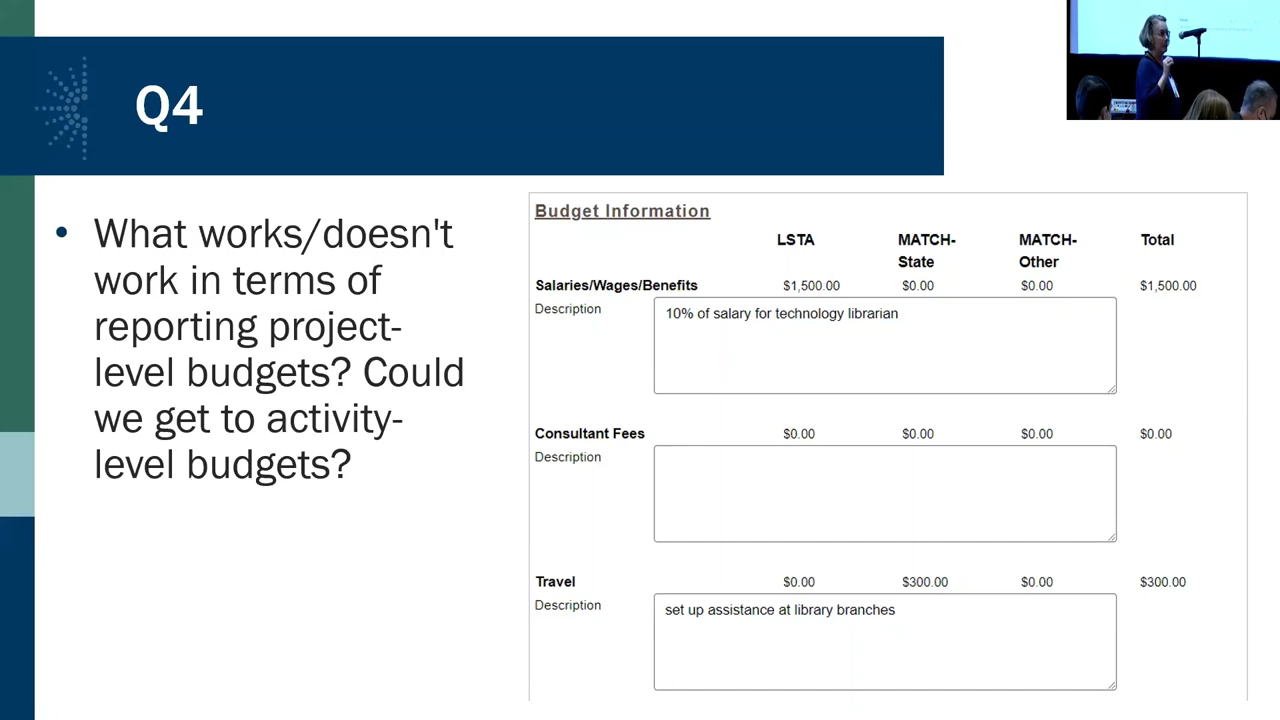 Q4
• What works/doesn't
work in terms of
reporting project-
level budgets? Could
we get to activity-
level budgets?
Budget Information
LSTA MATCH- MATCH- Total
State Other
Salaries/Wages/Benefits $1,500.00 $0.00 $0.00 $1,500.00
Description 10% of salary for technology librarian
Consultant Fees $0.00 $0.00 $0.00 $0.00
Description
Travel $0.00 $300.00 $0.00 $300.00
Description set up assistance at library branches